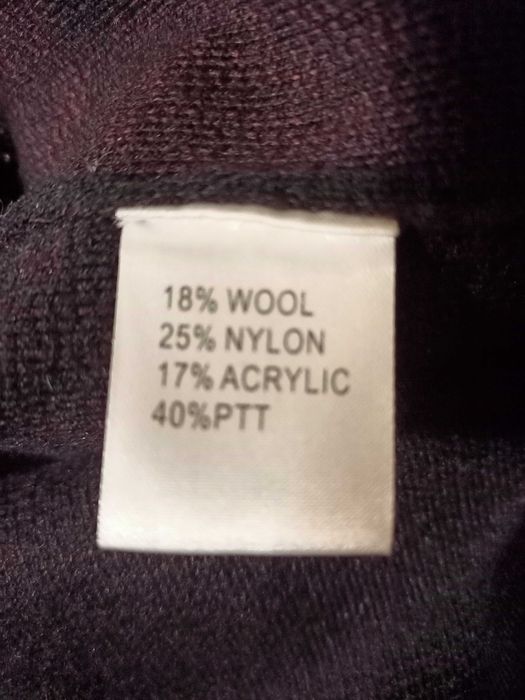 18% WOOL
25% NYLON
17% ACRYLIC
40%PTT